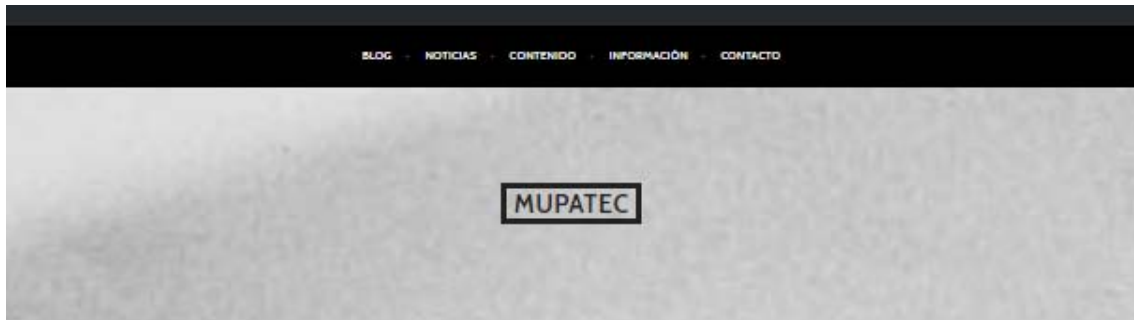 BLOG - NOTICIAS - CONTENIDO - INFORMACIÓN - CONTACTO
MUPATEC